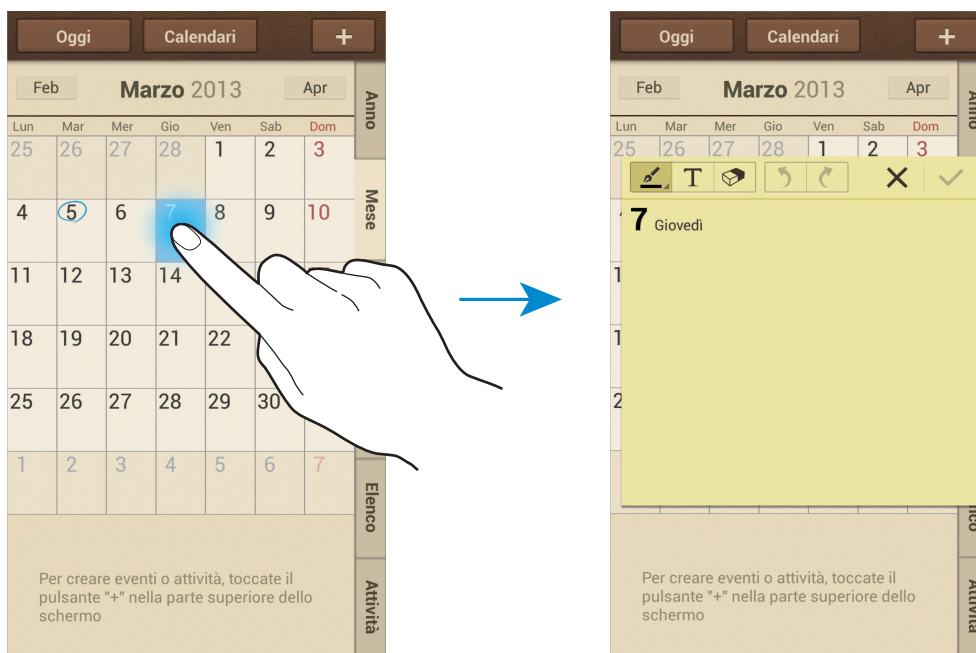 Oggi Calendari +
Feb Marzo 2013 Apr
Lun Mar Mer Gio Ven Sab Dom
25 26 27 28 1 2 3
4 5 6 7 8 9 10
11 12 13 14
18 19 20 21 22
25 26 27 28 29 30
1 2 3 4 5 6 7
Anno
Mese
Elenco
Attività
Per creare eventi o attività, toccate il
pulsante "+" nella parte superiore dello
schermo
Oggi Calendari +
Feb Marzo 2013 Apr
Lun Mar Mer Gio Ven Sab Dom
25 26 27 28 1 2 3
T
7 Giovedì
Anno
Attività
Per creare eventi o attività, toccate il
pulsante "+" nella parte superiore dello
schermo